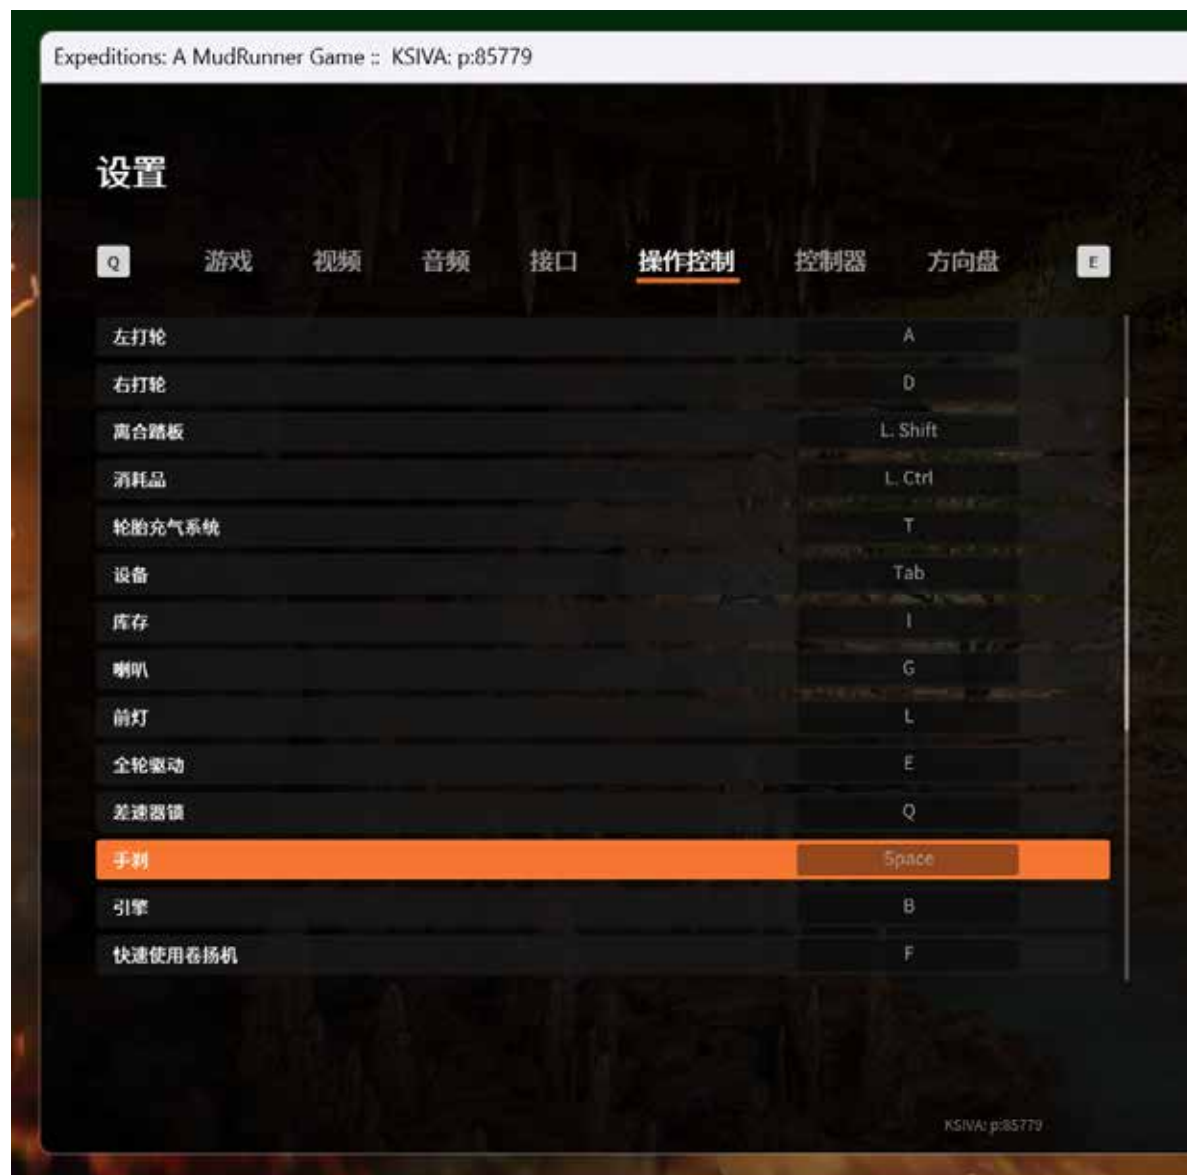 Expeditions: A MudRunner Game :: KSIVA: p:85779
设置
Q 游戏 视频 音频 接口 操作控制 控制器 方向盘 E
左打轮 A
右打轮 D
离合踏板 L. Shift
消耗品 L. Ctrl
轮胎充气系统 T
设备 Tab
库存 I
喇叭 G
前灯 L
全轮驱动 E
差速器锁 Q
手刹 Space
引擎 B
快速使用卷扬机 F
KSIVA: p:85779